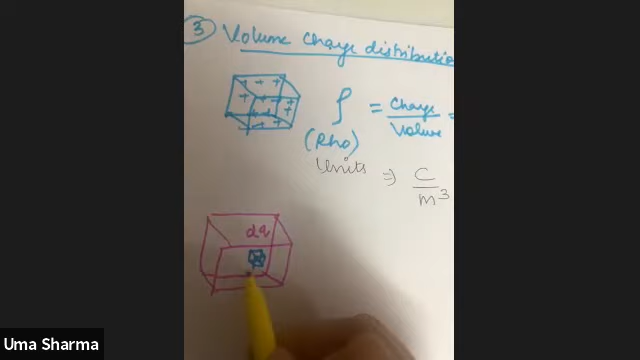 ③ Volume Charge distributio
ρ = Charge / Volume =
(Rho)
Units ⇒ C / m³
dq
Uma Sharma